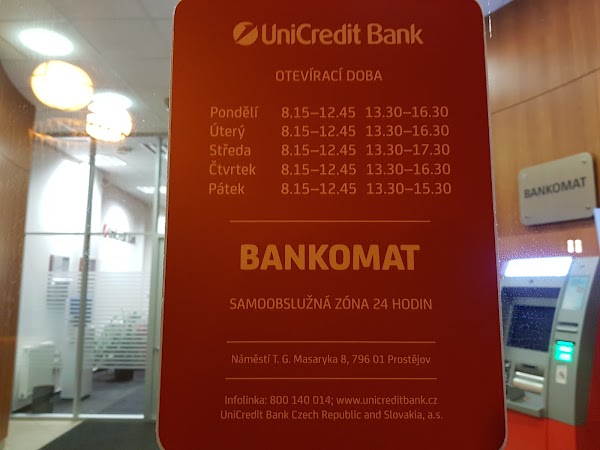 UniCredit Bank
OTEVÍRACÍ DOBA
Pondělí 8.15–12.45 13.30–16.30
Úterý 8.15–12.45 13.30–16.30
Středa 8.15–12.45 13.30–17.30
Čtvrtek 8.15–12.45 13.30–16.30
Pátek 8.15–12.45 13.30–15.30
BANKOMAT
SAMOOBSLUŽNÁ ZÓNA 24 HODIN
Náměstí T. G. Masaryka 8, 796 01 Prostějov
Infolinka: 800 140 014; www.unicreditbank.cz
UniCredit Bank Czech Republic and Slovakia, a.s.
BANKOMAT